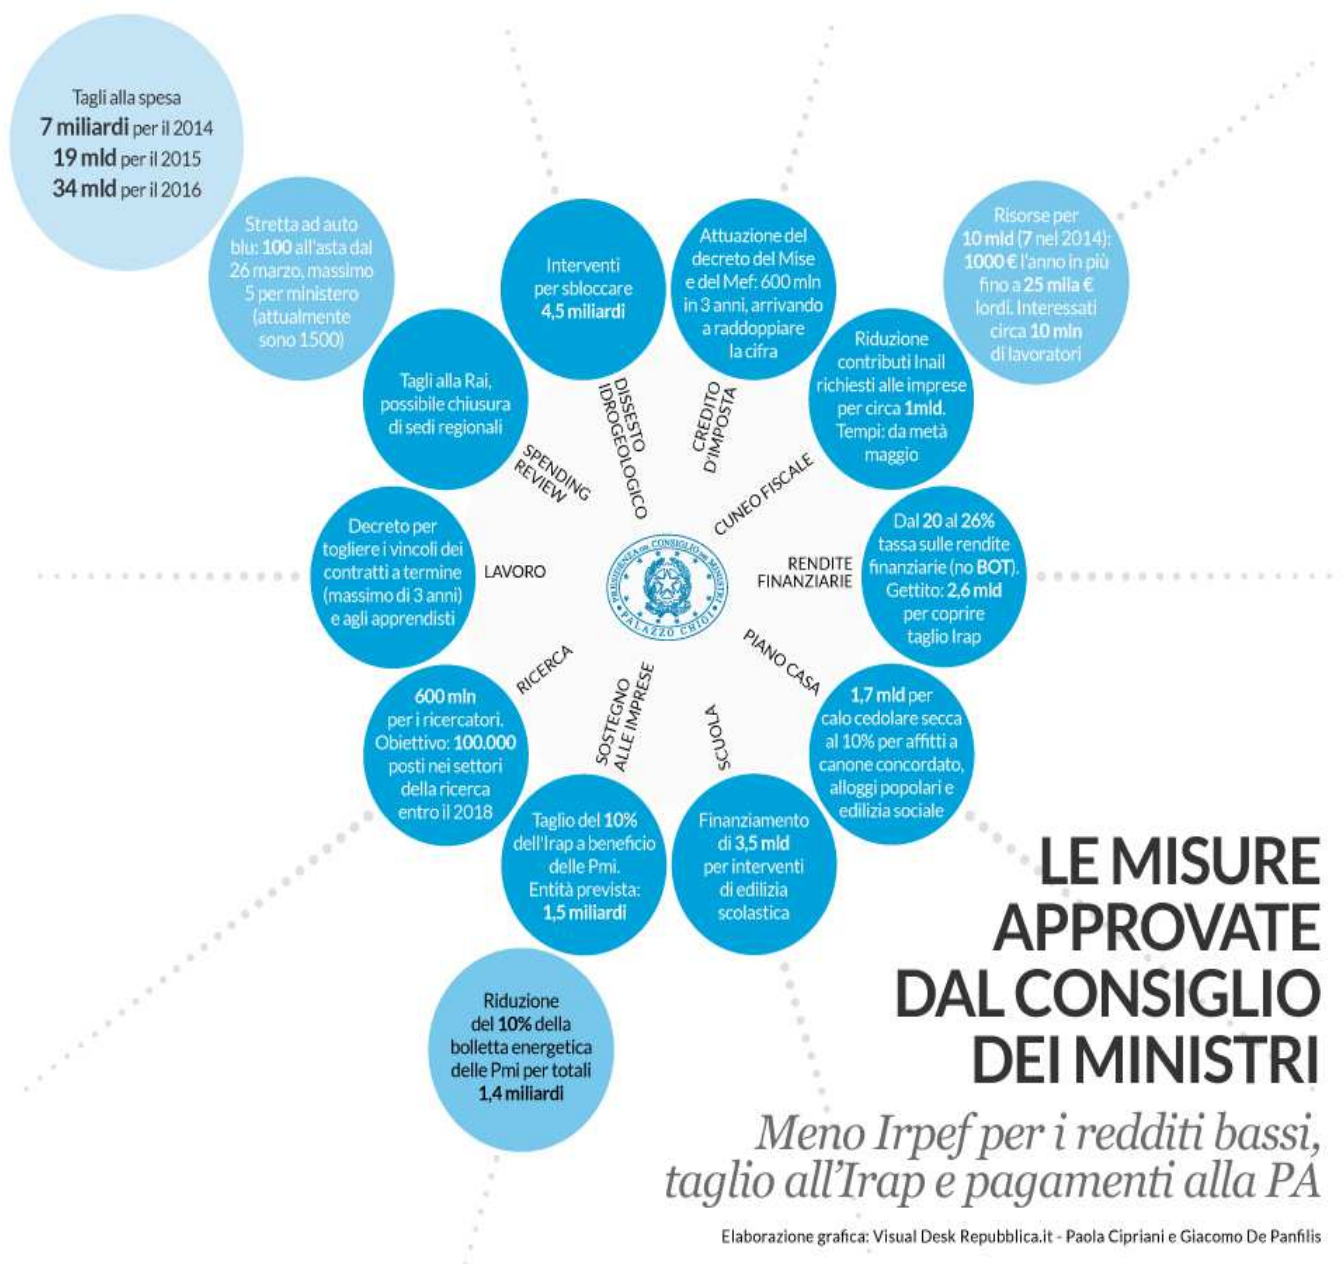 Tagli alla spesa
7 miliardi per il 2014
19 mld per il 2015
34 mld per il 2016
Stretta ad auto
blu: 100 all'asta dal
26 marzo, massimo
5 per ministero
(attualmente
sono 1500)
Tagli alla Rai,
possibile chiusura
di sedi regionali
SPENDING
REVIEW
Interventi
per sbloccare
4,5 miliardi
DISSESTO
IDROGEOLOGICO
Attuazione del
decreto del Mise
e del Mef: 600 mln
in 3 anni, arrivando
a raddoppiare
la cifra
CREDITO
D'IMPOSTA
Risorse per
10 mld (7 nel 2014):
1000 € l'anno in più
fino a 25 mila €
lordi. Interessati
circa 10 mln
di lavoratori
Riduzione
contributi Inail
richiesti alle imprese
per circa 1mld.
Tempi: da metà
maggio
CUNEO FISCALE
Dal 20 al 26%
tassa sulle rendite
finanziarie (no BOT).
Gettito: 2,6 mld
per coprire
taglio Irap
RENDITE
FINANZIARIE
Decreto per
togliere i vincoli dei
contratti a termine
(massimo di 3 anni)
e agli apprendisti
LAVORO
PRESIDENZA DEL CONSIGLIO DEI MINISTRI
PALAZZO CHIGI
PIANO CASA
1,7 mld per
calo cedolare secca
al 10% per affitti a
canone concordato,
alloggi popolari e
edilizia sociale
RICERCA
600 mln
per i ricercatori.
Obiettivo: 100.000
posti nei settori
della ricerca
entro il 2018
SOSTEGNO
ALLE IMPRESE
Taglio del 10%
dell'Irap a beneficio
delle Pmi.
Entità prevista:
1,5 miliardi
Riduzione
del 10% della
bolletta energetica
delle Pmi per totali
1,4 miliardi
SCUOLA
Finanziamento
di 3,5 mld
per interventi
di edilizia
scolastica
LE MISURE
APPROVATE
DAL CONSIGLIO
DEI MINISTRI
Meno Irpef per i redditi bassi,
taglio all'Irap e pagamenti alla PA
Elaborazione grafica: Visual Desk Repubblica.it - Paola Cipriani e Giacomo De Panfilis